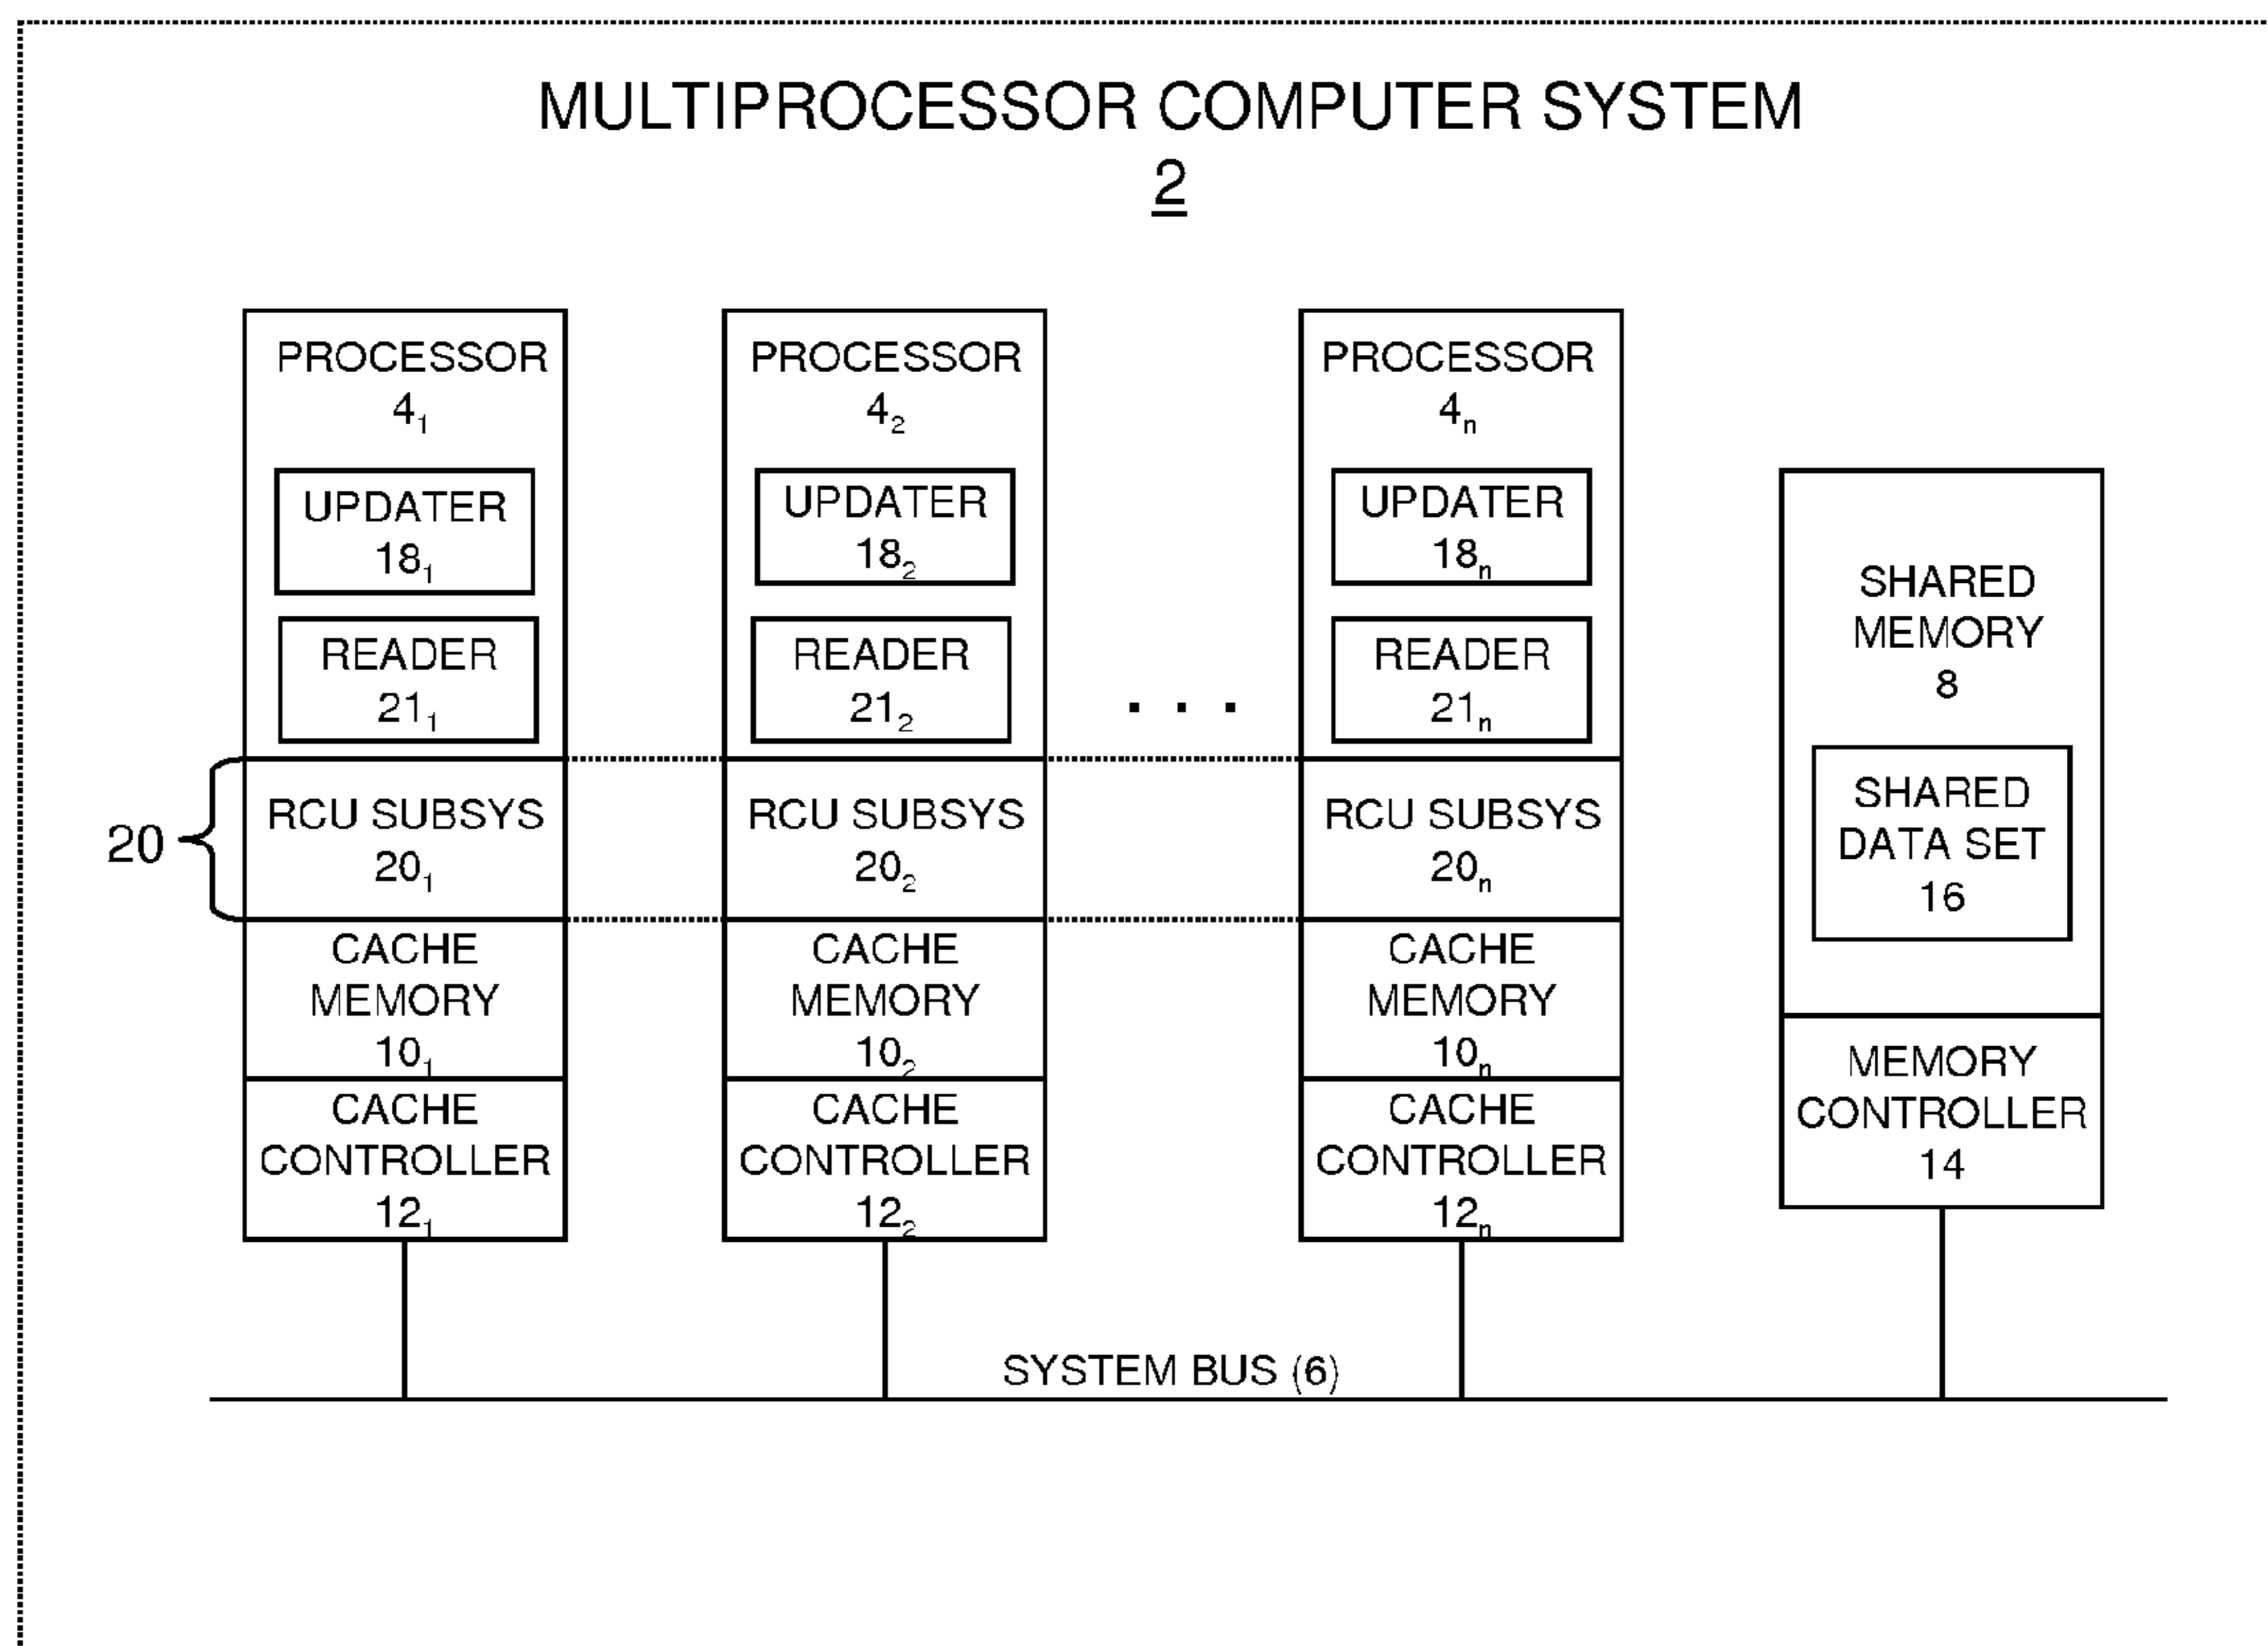 MULTIPROCESSOR COMPUTER SYSTEM
2
PROCESSOR
4₁
UPDATER
18₁
READER
21₁
RCU SUBSYS
20₁
CACHE
MEMORY
10₁
CACHE
CONTROLLER
12₁
PROCESSOR
4₂
UPDATER
18₂
READER
21₂
RCU SUBSYS
20₂
CACHE
MEMORY
10₂
CACHE
CONTROLLER
12₂
. . .
PROCESSOR
4ₙ
UPDATER
18ₙ
READER
21ₙ
RCU SUBSYS
20ₙ
CACHE
MEMORY
10ₙ
CACHE
CONTROLLER
12ₙ
SHARED
MEMORY
8
SHARED
DATA SET
16
MEMORY
CONTROLLER
14
20
SYSTEM BUS (6)